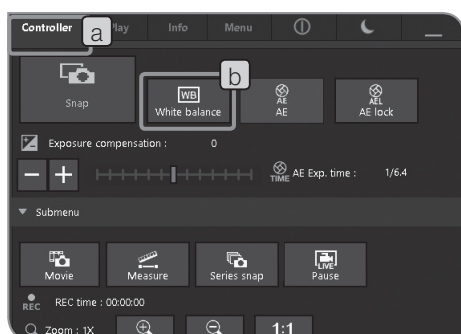 Controller Play Info Menu
a
b
Snap
WB
White balance
AE
AE
AEL
AE lock
Exposure compensation : 0
TIME AE Exp. time : 1/6.4
Submenu
Movie Measure Series snap LIVE Pause
REC REC time : 00:00:00
Zoom : 1X 1:1